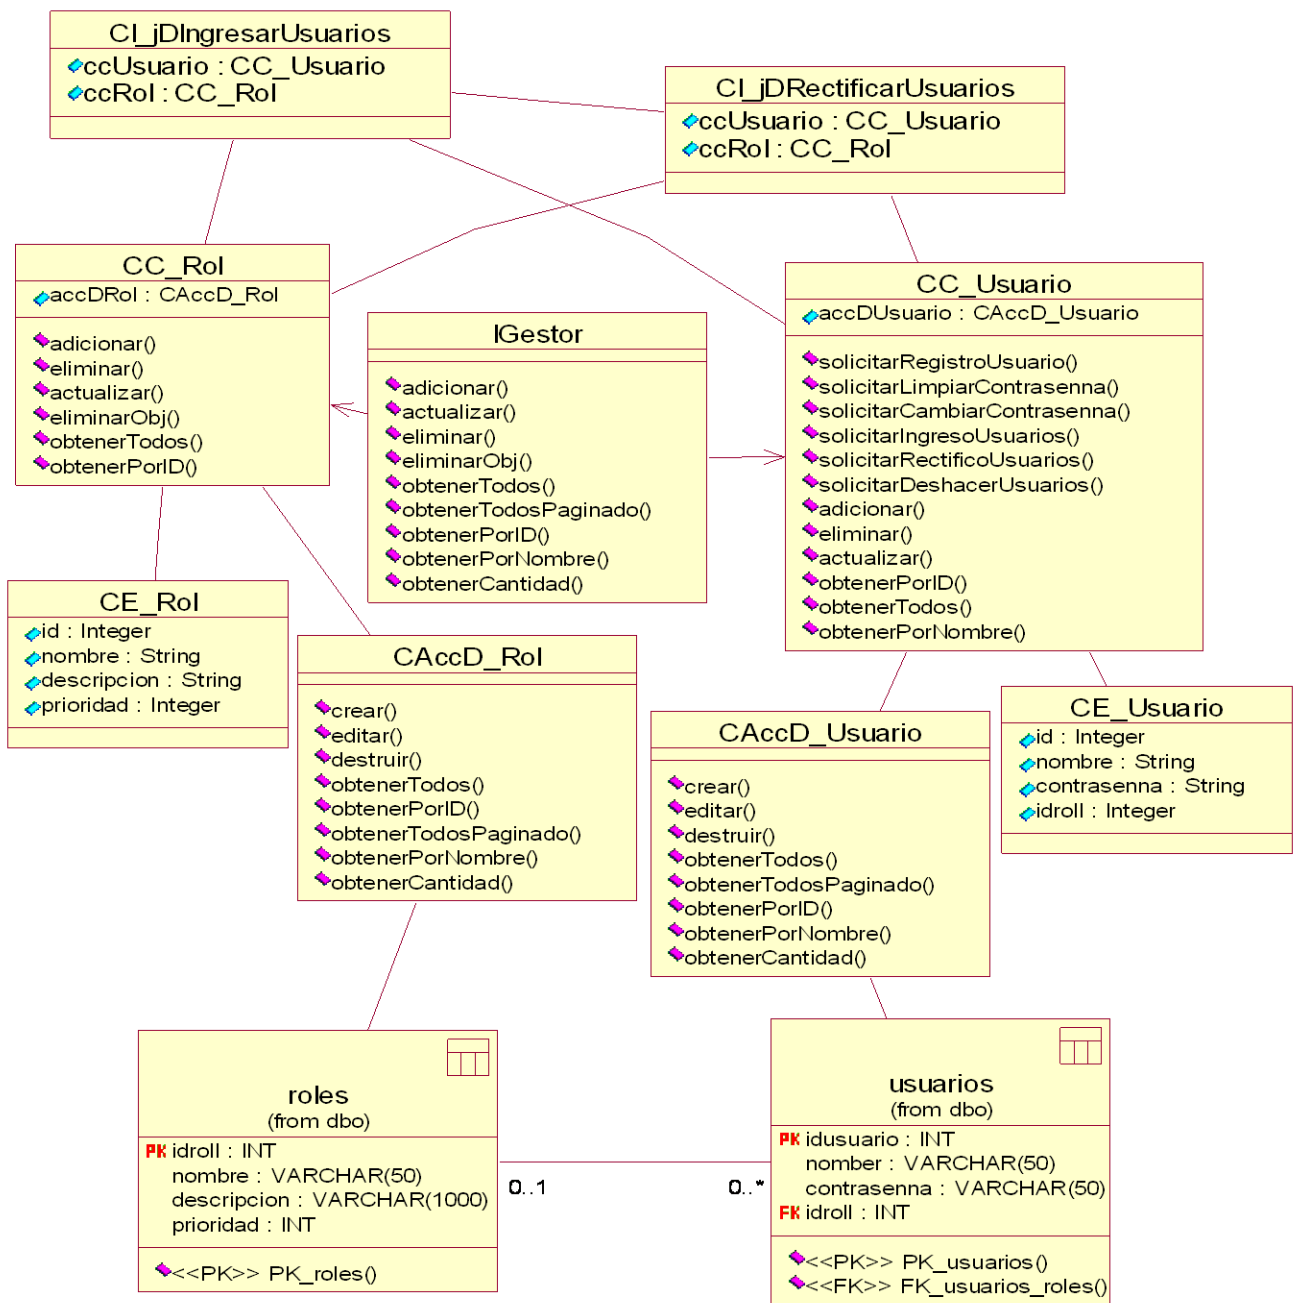 CI_jDIngresarUsuarios
ccUsuario : CC_Usuario
ccRol : CC_Rol
CI_jDRectificarUsuarios
ccUsuario : CC_Usuario
ccRol : CC_Rol
CC_Rol
accDRol : CAccD_Rol
adicionar()
eliminar()
actualizar()
eliminarObj()
obtenerTodos()
obtenerPorID()
IGestor
adicionar()
actualizar()
eliminar()
eliminarObj()
obtenerTodos()
obtenerTodosPaginado()
obtenerPorID()
obtenerPorNombre()
obtenerCantidad()
CC_Usuario
accDUsuario : CAccD_Usuario
solicitarRegistroUsuario()
solicitarLimpiarContrasenna()
solicitarCambiarContrasenna()
solicitarIngresoUsuarios()
solicitarRectificoUsuarios()
solicitarDeshacerUsuarios()
adicionar()
eliminar()
actualizar()
obtenerPorID()
obtenerTodos()
obtenerPorNombre()
CE_Rol
id : Integer
nombre : String
descripcion : String
prioridad : Integer
CAccD_Rol
crear()
editar()
destruir()
obtenerTodos()
obtenerPorID()
obtenerTodosPaginado()
obtenerPorNombre()
obtenerCantidad()
CAccD_Usuario
crear()
editar()
destruir()
obtenerTodos()
obtenerTodosPaginado()
obtenerPorID()
obtenerPorNombre()
obtenerCantidad()
CE_Usuario
id : Integer
nombre : String
contrasenna : String
idroll : Integer
roles
(from dbo)
PK idroll : INT
nombre : VARCHAR(50)
descripcion : VARCHAR(1000)
prioridad : INT
<<PK>> PK_roles()
0..1
0..*
usuarios
(from dbo)
PK idusuario : INT
nomber : VARCHAR(50)
contrasenna : VARCHAR(50)
FK idroll : INT
<<PK>> PK_usuarios()
<<FK>> FK_usuarios_roles()